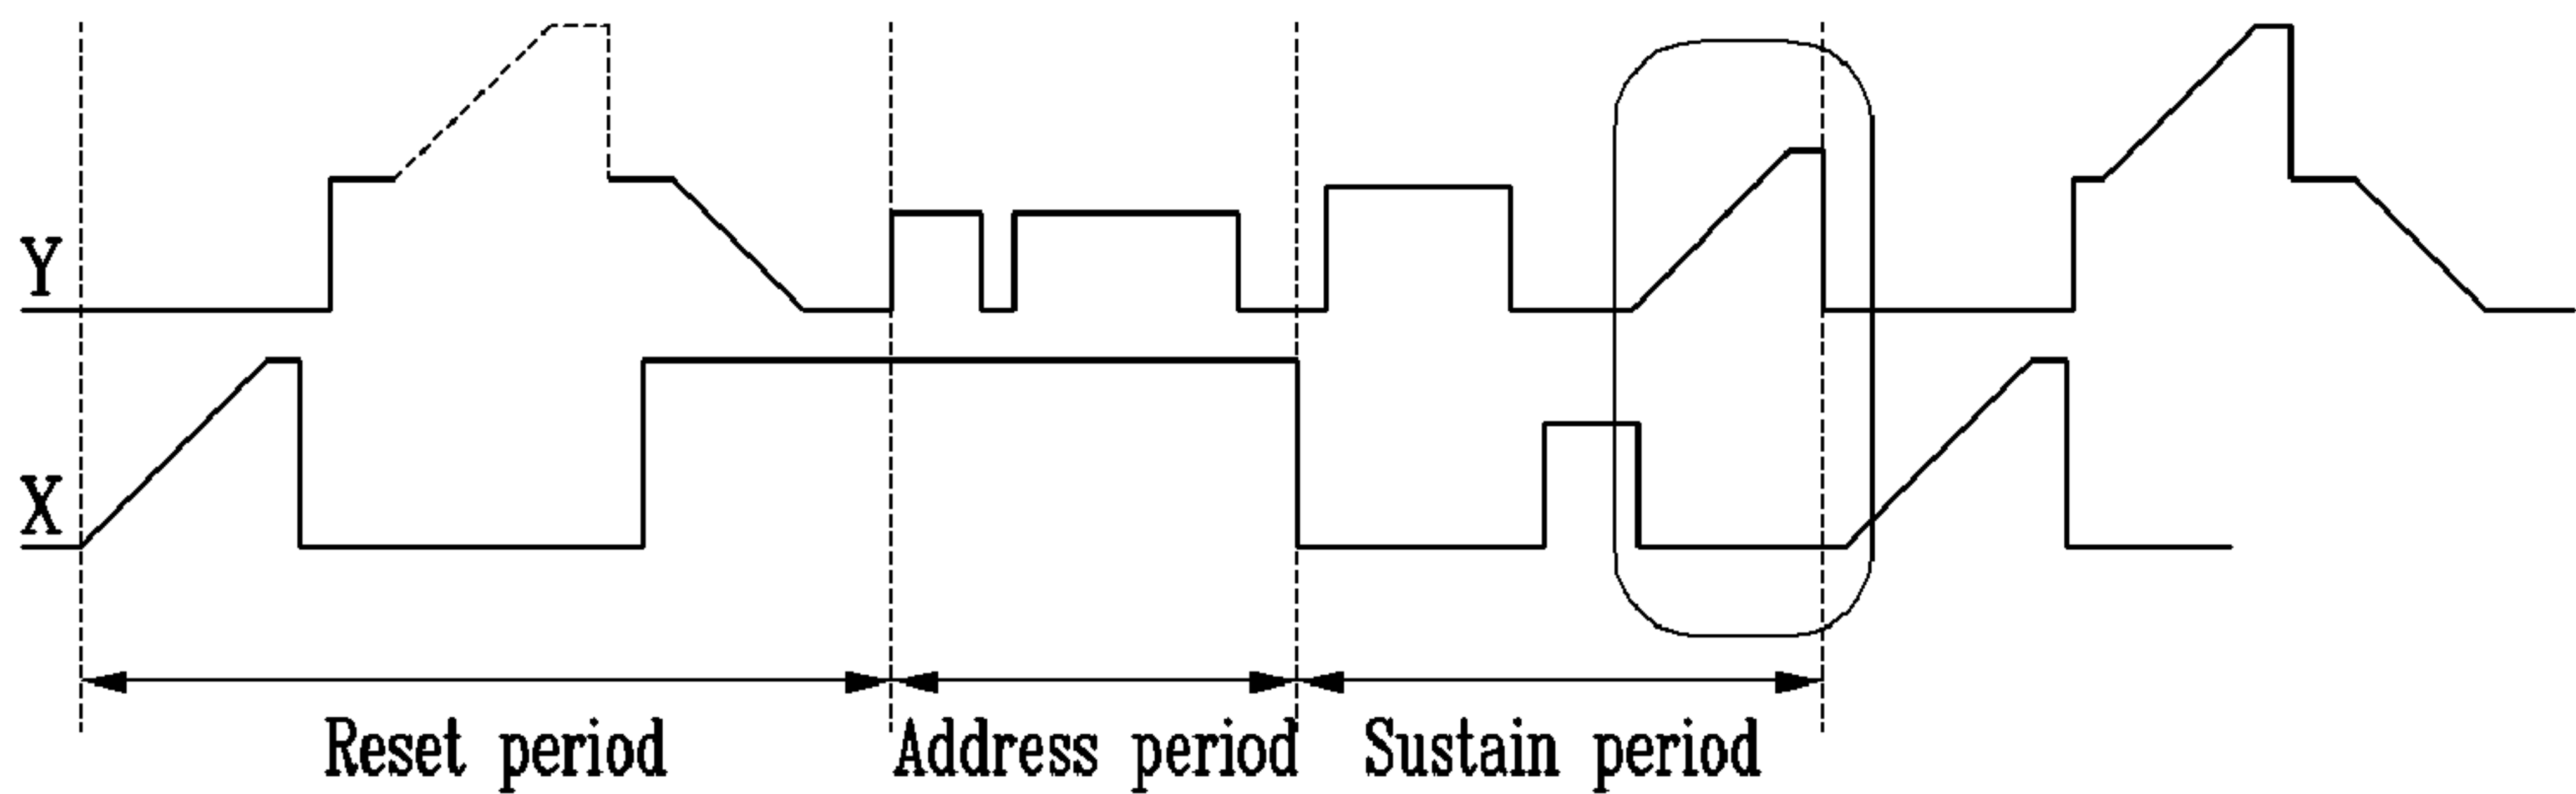 Y
X
Reset period
Address period
Sustain period